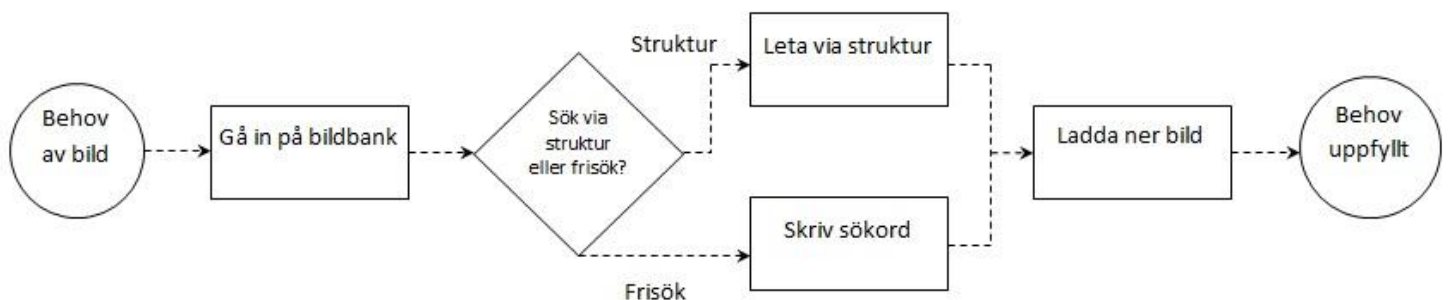 Behov
av bild
Gå in på bildbank
Sök via
struktur
eller frisök?
Struktur
Leta via struktur
Frisök
Skriv sökord
Ladda ner bild
Behov
uppfyllt